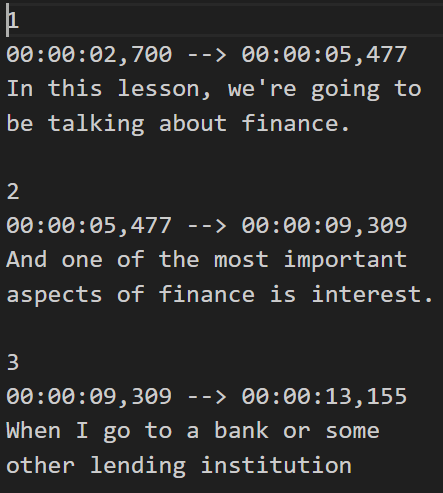 1
00:00:02,700 --> 00:00:05,477
In this lesson, we're going to
be talking about finance.

2
00:00:05,477 --> 00:00:09,309
And one of the most important
aspects of finance is interest.

3
00:00:09,309 --> 00:00:13,155
When I go to a bank or some
other lending institution